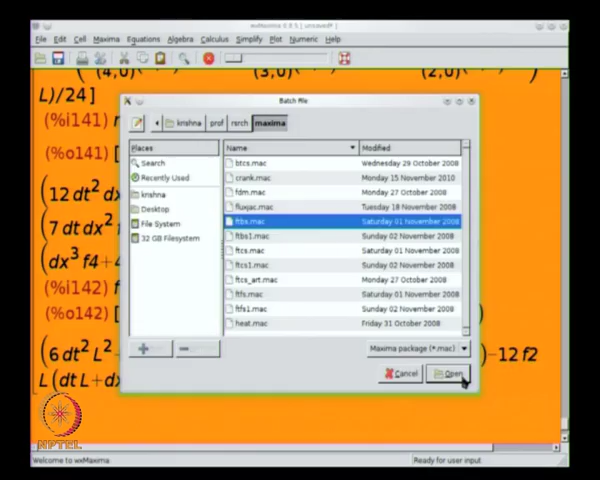 wxMaxima 0.8.5 [ unsaved* ]
File Edit Cell Maxima Equations Algebra Calculus Simplify Plot Numeric Help
(4,0) (3,0) (2,0)
L)/24 ]
(%i141)
(%o141) [
(12 dt² dx
(7 dt dx²
(dx³ f4+
(%i142) f
(%o142) [
(6 dt² L² )-12 f2
L (dt L+dx
Batch File
krishna prof rsrch maxima
Places
Search
Recently Used
krishna
Desktop
File System
32 GB Filesystem
Name Modified
btcs.mac Wednesday 29 October 2008
crank.mac Monday 15 November 2010
fdm.mac Monday 27 October 2008
fluxjac.mac Tuesday 18 November 2008
ftbs.mac Saturday 01 November 2008
ftbs1.mac Sunday 02 November 2008
ftcs.mac Saturday 01 November 2008
ftcs1.mac Sunday 02 November 2008
ftcs_art.mac Monday 27 October 2008
ftfs.mac Saturday 01 November 2008
ftfs1.mac Sunday 02 November 2008
heat.mac Friday 31 October 2008
Maxima package (*.mac)
Cancel Open
NPTEL
Welcome to wxMaxima Ready for user input